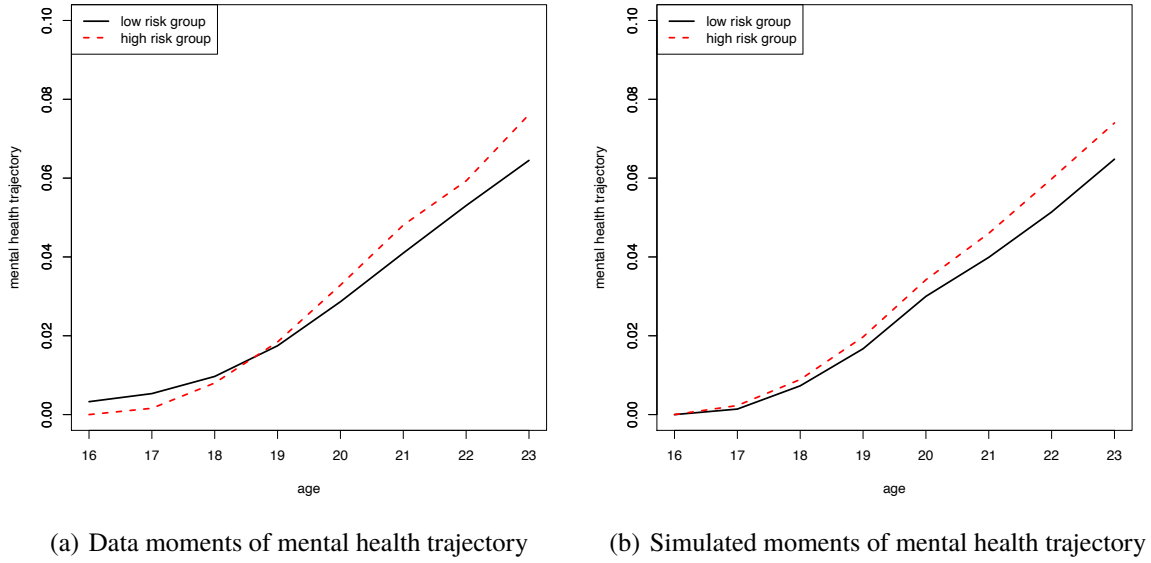 low risk group
high risk group
mental health trajectory
0.10
0.08
0.06
0.04
0.02
0.00
16 17 18 19 20 21 22 23
age
(a) Data moments of mental health trajectory
low risk group
high risk group
mental health trajectory
0.10
0.08
0.06
0.04
0.02
0.00
16 17 18 19 20 21 22 23
age
(b) Simulated moments of mental health trajectory